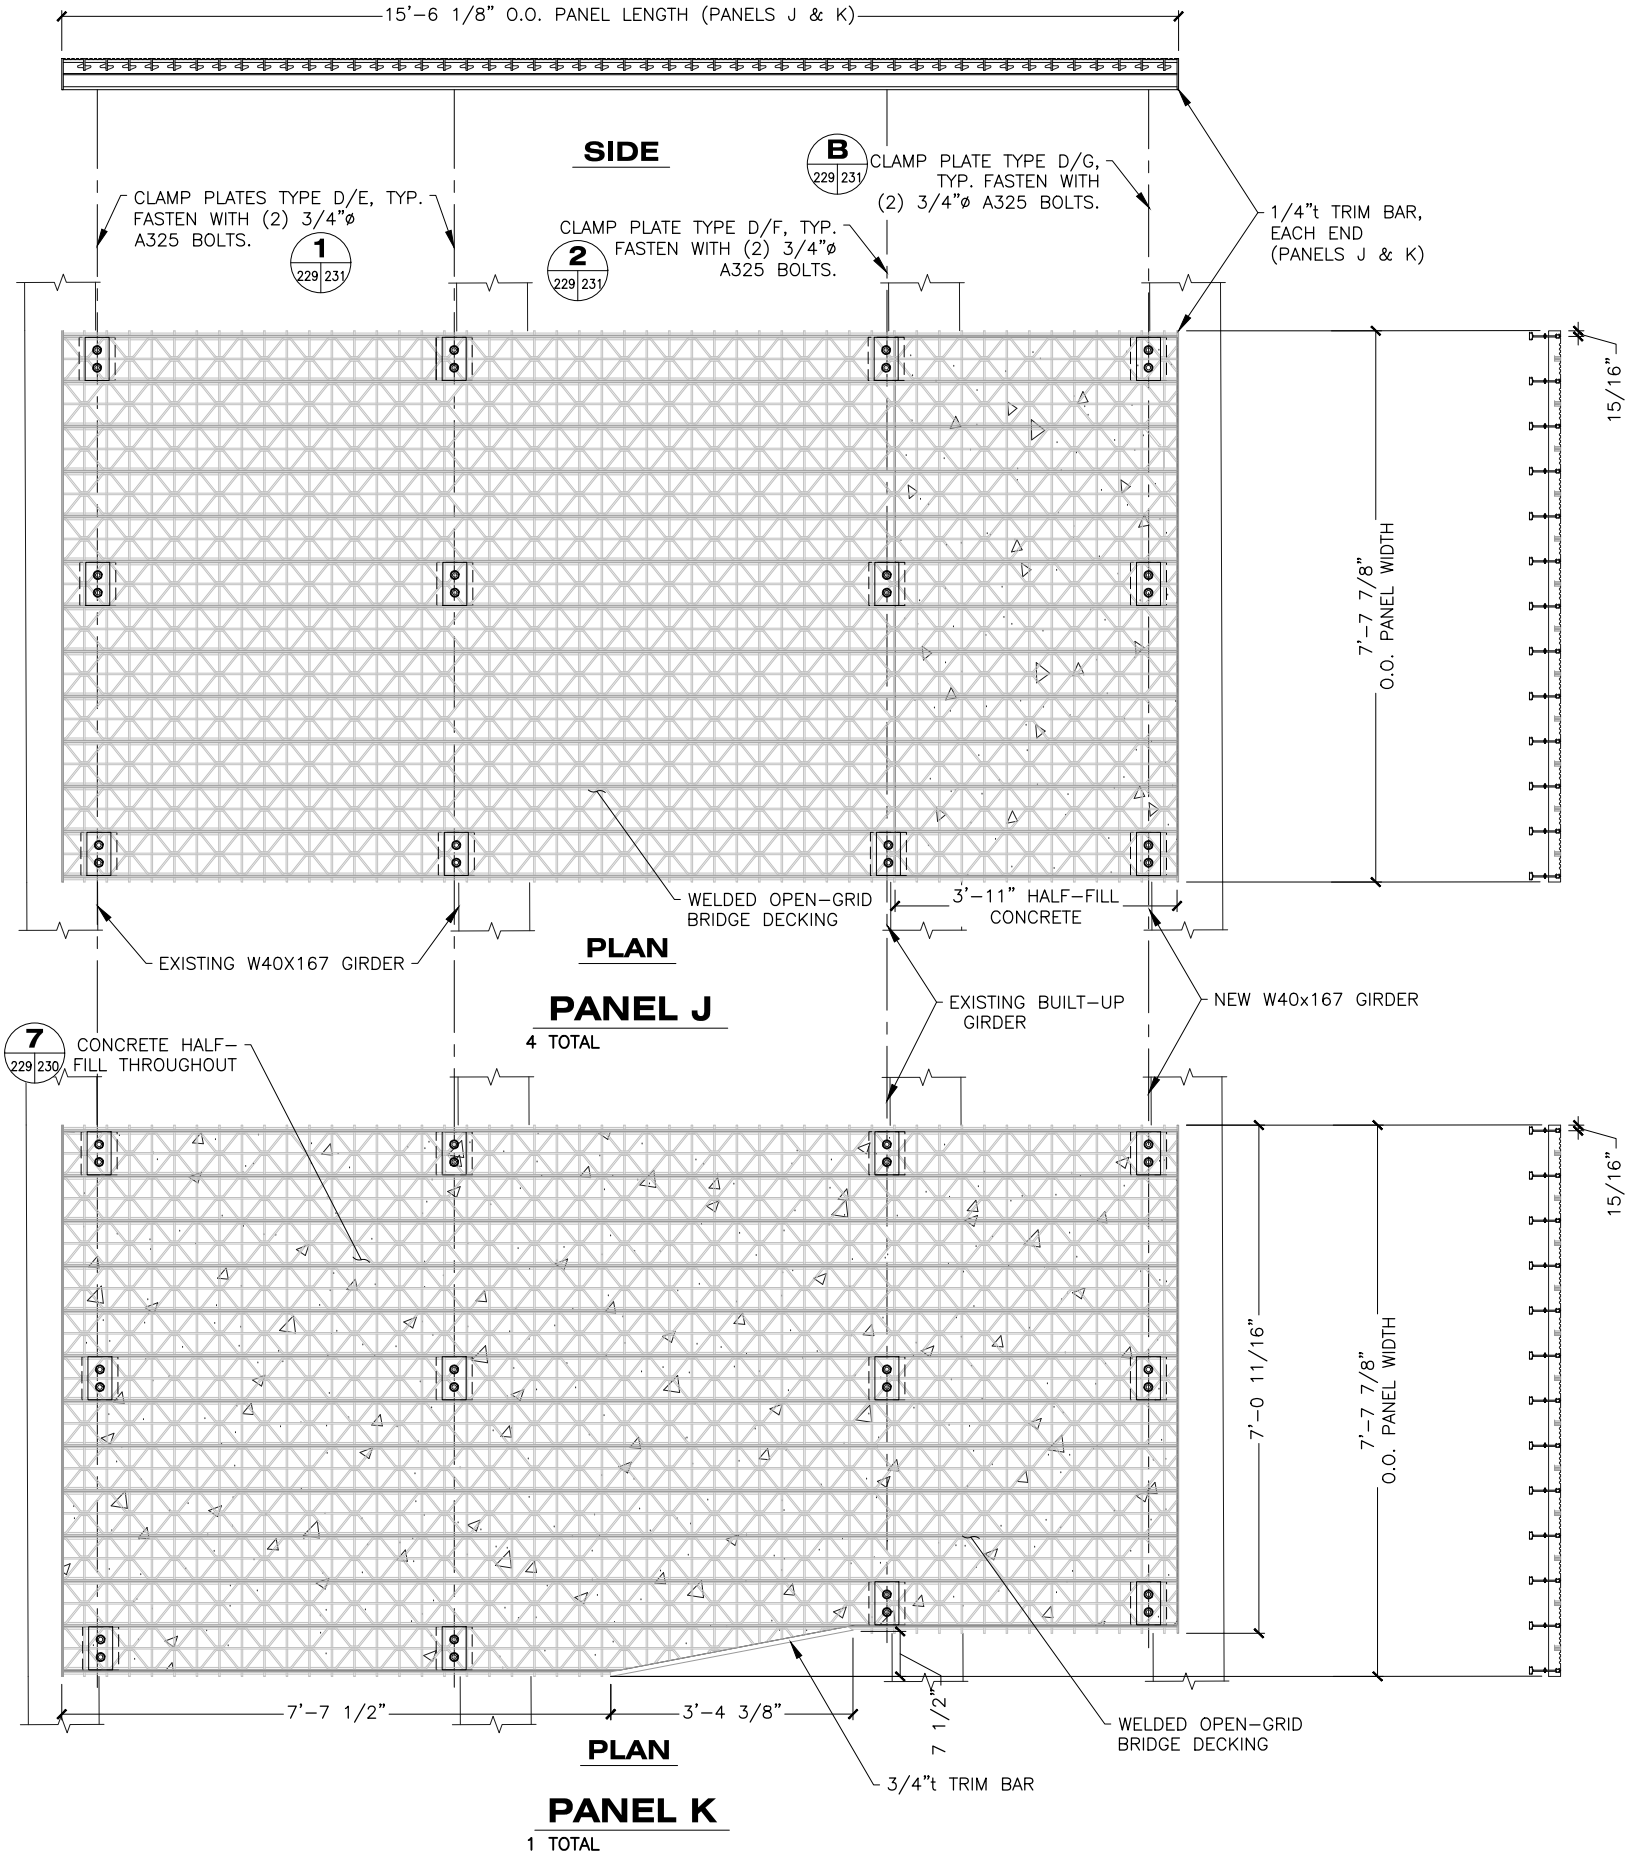 15'-6 1/8" O.O. PANEL LENGTH (PANELS J & K)
SIDE
B
229 231
CLAMP PLATE TYPE D/G,
TYP. FASTEN WITH
(2) 3/4"ø A325 BOLTS.
CLAMP PLATES TYPE D/E, TYP.
FASTEN WITH (2) 3/4"ø
A325 BOLTS.
1
229 231
CLAMP PLATE TYPE D/F, TYP.
FASTEN WITH (2) 3/4"ø
A325 BOLTS.
2
229 231
1/4"t TRIM BAR,
EACH END
(PANELS J & K)
15/16"
7'-7 7/8"
O.O. PANEL WIDTH
WELDED OPEN-GRID
BRIDGE DECKING
3'-11" HALF-FILL
CONCRETE
EXISTING W40X167 GIRDER
PLAN
PANEL J
4 TOTAL
EXISTING BUILT-UP
GIRDER
NEW W40x167 GIRDER
7
229 230
CONCRETE HALF-
FILL THROUGHOUT
15/16"
7'-0 11/16"
7'-7 7/8"
O.O. PANEL WIDTH
7'-7 1/2"
3'-4 3/8"
7 1/2"
WELDED OPEN-GRID
BRIDGE DECKING
3/4"t TRIM BAR
PLAN
PANEL K
1 TOTAL